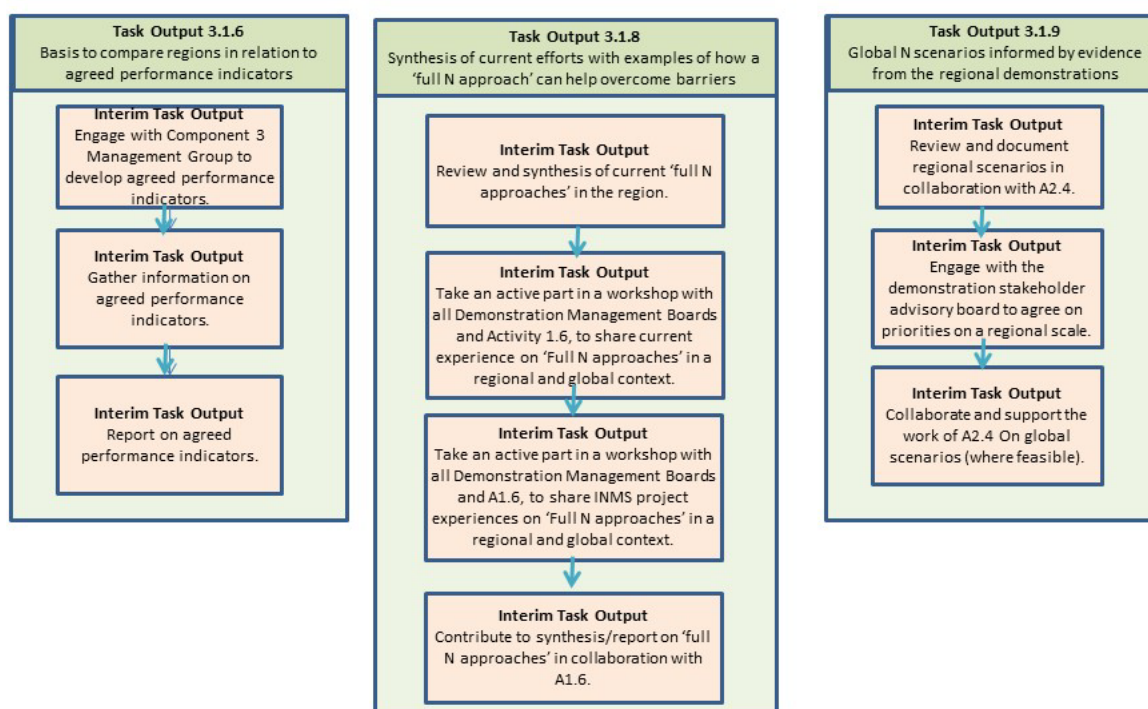 Task Output 3.1.6
Basis to compare regions in relation to
agreed performance indicators
Interim Task Output
Engage with Component 3
Management Group to
develop agreed performance
indicators.
Interim Task Output
Gather information on
agreed performance
indicators.
Interim Task Output
Report on agreed
performance indicators.
Task Output 3.1.8
Synthesis of current efforts with examples of how a
‘full N approach’ can help overcome barriers
Interim Task Output
Review and synthesis of current ‘full N
approaches’ in the region.
Interim Task Output
Take an active part in a workshop with
all Demonstration Management Boards
and Activity 1.6, to share current
experience on ‘Full N approaches’ in a
regional and global context.
Interim Task Output
Take an active part in a workshop with
all Demonstration Management Boards
and A1.6, to share INMS project
experiences on ‘Full N approaches’ in a
regional and global context.
Interim Task Output
Contribute to synthesis/report on ‘full
N approaches’ in collaboration with
A1.6.
Task Output 3.1.9
Global N scenarios informed by evidence
from the regional demonstrations
Interim Task Output
Review and document
regional scenarios in
collaboration with A2.4.
Interim Task Output
Engage with the
demonstration stakeholder
advisory board to agree on
priorities on a regional scale.
Interim Task Output
Collaborate and support the
work of A2.4 On global
scenarios (where feasible).